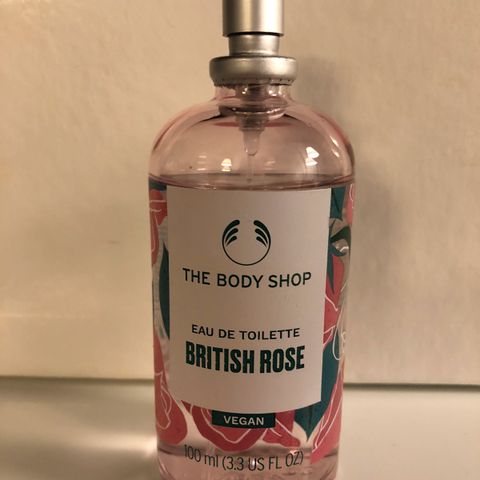 THE BODY SHOP
EAU DE TOILETTE
BRITISH ROSE
VEGAN
100 ml (3.3 US FL OZ)